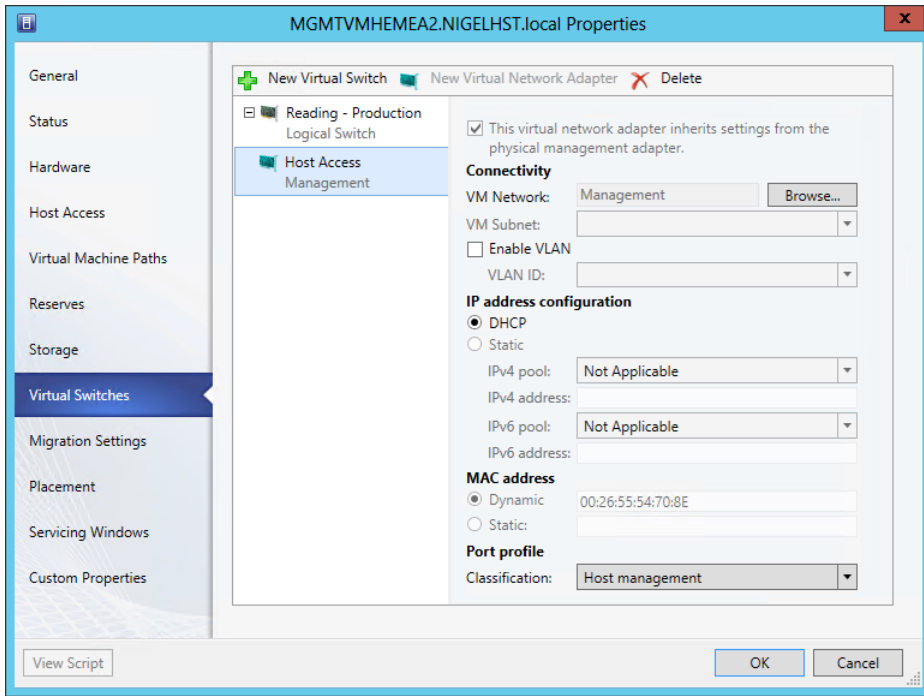 MGMTVMHEMEA2.NIGELHST.local Properties
x
General
Status
Hardware
Host Access
Virtual Machine Paths
Reserves
Storage
Virtual Switches
Migration Settings
Placement
Servicing Windows
Custom Properties
New Virtual Switch New Virtual Network Adapter Delete
Reading - Production
Logical Switch
Host Access
Management
This virtual network adapter inherits settings from the
physical management adapter.
Connectivity
VM Network: Management Browse...
VM Subnet:
Enable VLAN
VLAN ID:
IP address configuration
DHCP
Static
IPv4 pool: Not Applicable
IPv4 address:
IPv6 pool: Not Applicable
IPv6 address:
MAC address
Dynamic 00:26:55:54:70:8E
Static:
Port profile
Classification: Host management
View Script OK Cancel